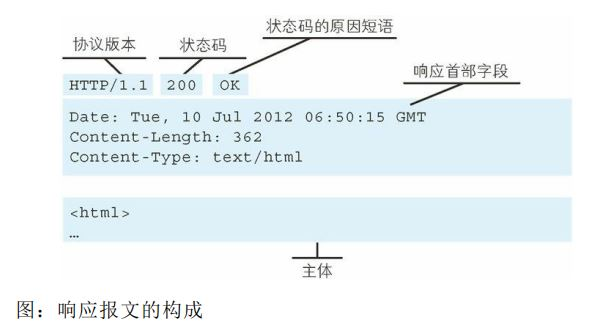 协议版本
状态码
状态码的原因短语
响应首部字段
HTTP/1.1 200 OK
Date: Tue, 10 Jul 2012 06:50:15 GMT
Content-Length: 362
Content-Type: text/html
<html>
…
主体
图：响应报文的构成